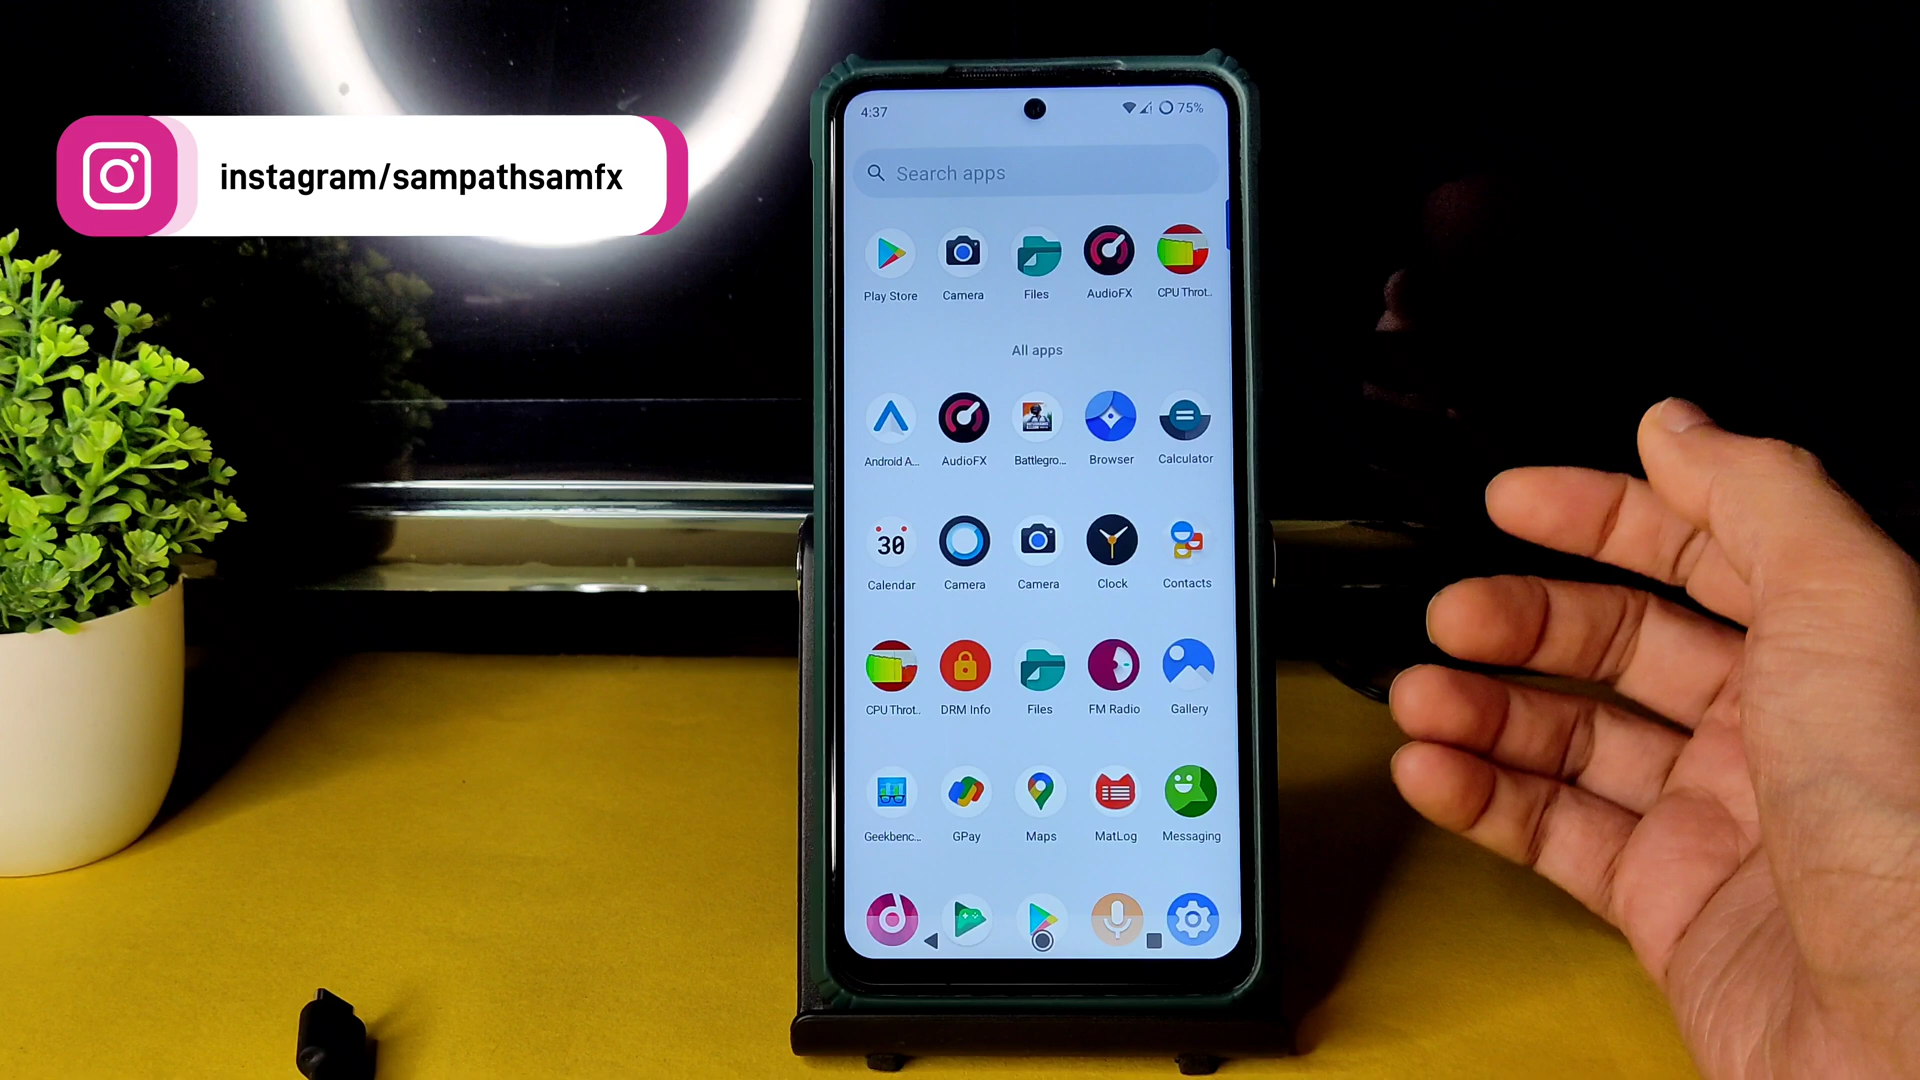 instagram/sampathsamfx
4:37
75%
Search apps
Play Store Camera Files AudioFX CPU Throt..
All apps
Android A... AudioFX Battlegro... Browser Calculator
30
Calendar Camera Camera Clock Contacts
CPU Throt.. DRM Info Files FM Radio Gallery
Geekbenc... GPay Maps MatLog Messaging